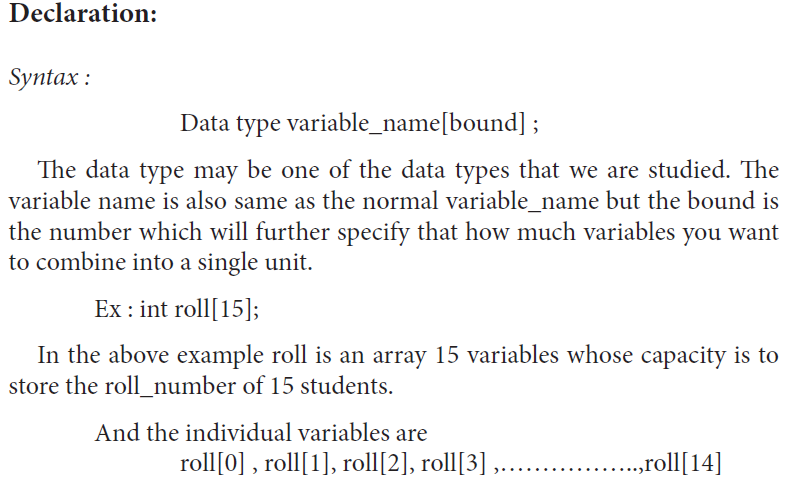 Declaration:
Syntax :
Data type variable_name[bound] ;
The data type may be one of the data types that we are studied. The
variable name is also same as the normal variable_name but the bound is
the number which will further specify that how much variables you want
to combine into a single unit.
Ex : int roll[15];
In the above example roll is an array 15 variables whose capacity is to
store the roll_number of 15 students.
And the individual variables are
roll[0] , roll[1], roll[2], roll[3] ,……………..,roll[14]